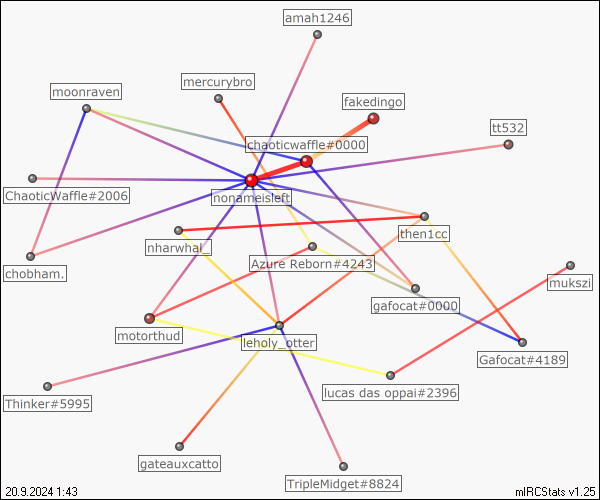 amah1246
mercurybro
moonraven
fakedingo
tt532
chaoticwaffle#0000
ChaoticWaffle#2006
nonameisleft
then1cc
nharwhal_
Azure Reborn#4243
chobham.
mukszi
gafocat#0000
motorthud
leholy_otter
Gafocat#4189
lucas das oppai#2396
Thinker#5995
gateauxcatto
TripleMidget#8824
20.9.2024 1:43
mIRCStats v1.25